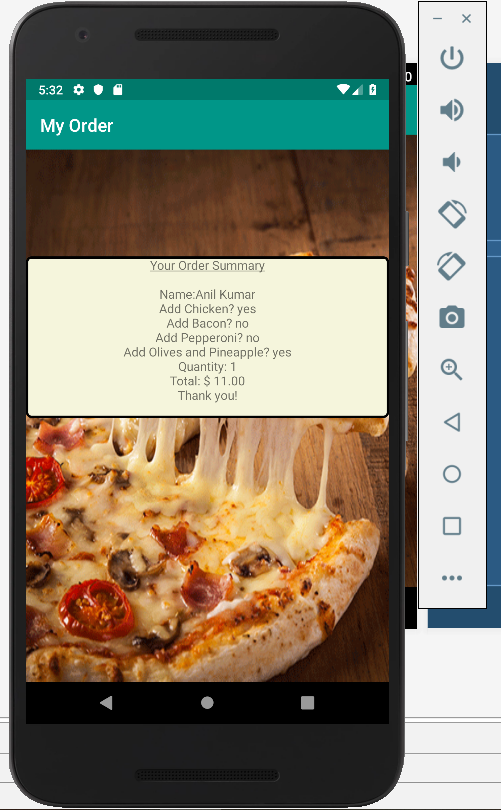 5:32
0
My Order
Your Order Summary
Name:Anil Kumar
Add Chicken? yes
Add Bacon? no
Add Pepperoni? no
Add Olives and Pineapple? yes
Quantity: 1
Total: $ 11.00
Thank you!